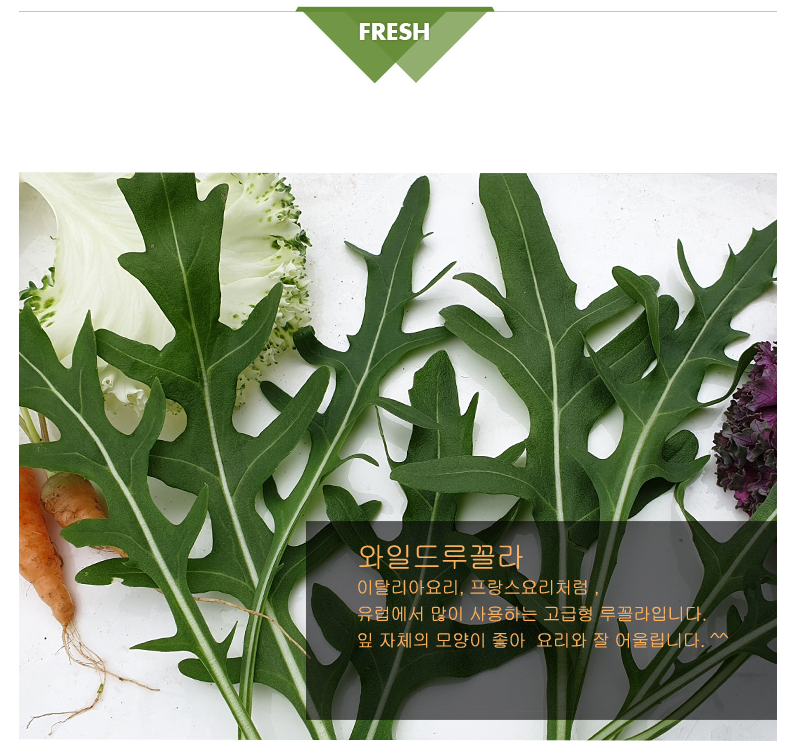 FRESH
와일드루꼴라
이탈리아요리, 프랑스요리처럼 ,
유럽에서 많이 사용하는 고급형 루꼴라입니다.
잎 자체의 모양이 좋아  요리와 잘 어울립니다. ^^